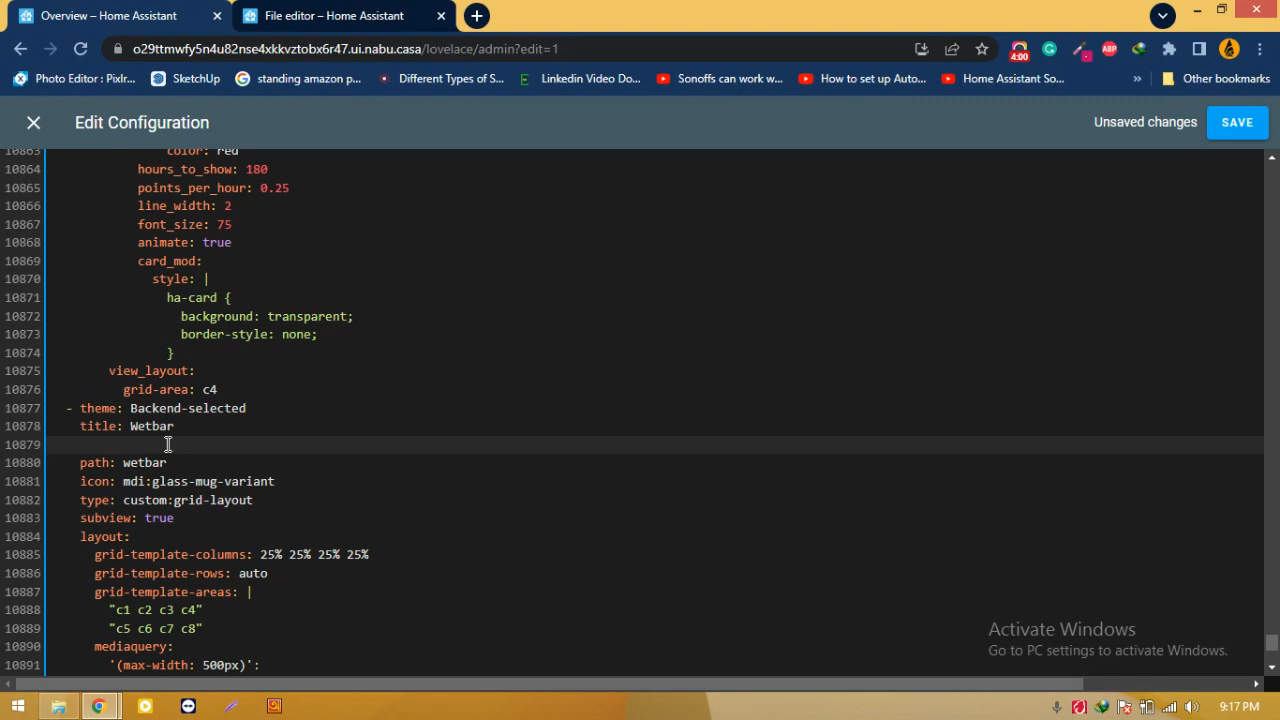 Overview – Home Assistant
File editor – Home Assistant
o29ttmwfy5n4u82nse4xkkvztobx6r47.ui.nabu.casa/lovelace/admin?edit=1
4:00
ABP
Photo Editor : Pixlr...
SketchUp
standing amazon p...
Different Types of S...
Linkedin Video Do...
Sonoffs can work w...
How to set up Auto...
Home Assistant So...
»
Other bookmarks
Edit Configuration
Unsaved changes
SAVE
10863 color: red
10864 hours_to_show: 180
10865 points_per_hour: 0.25
10866 line_width: 2
10867 font_size: 75
10868 animate: true
10869 card_mod:
10870 style: |
10871 ha-card {
10872 background: transparent;
10873 border-style: none;
10874 }
10875 view_layout:
10876 grid-area: c4
10877 - theme: Backend-selected
10878 title: Wetbar
10879
10880 path: wetbar
10881 icon: mdi:glass-mug-variant
10882 type: custom:grid-layout
10883 subview: true
10884 layout:
10885 grid-template-columns: 25% 25% 25% 25%
10886 grid-template-rows: auto
10887 grid-template-areas: |
10888 "c1 c2 c3 c4"
10889 "c5 c6 c7 c8"
10890 mediaquery:
10891 '(max-width: 500px)':
Activate Windows
Go to PC settings to activate Windows.
9:17 PM